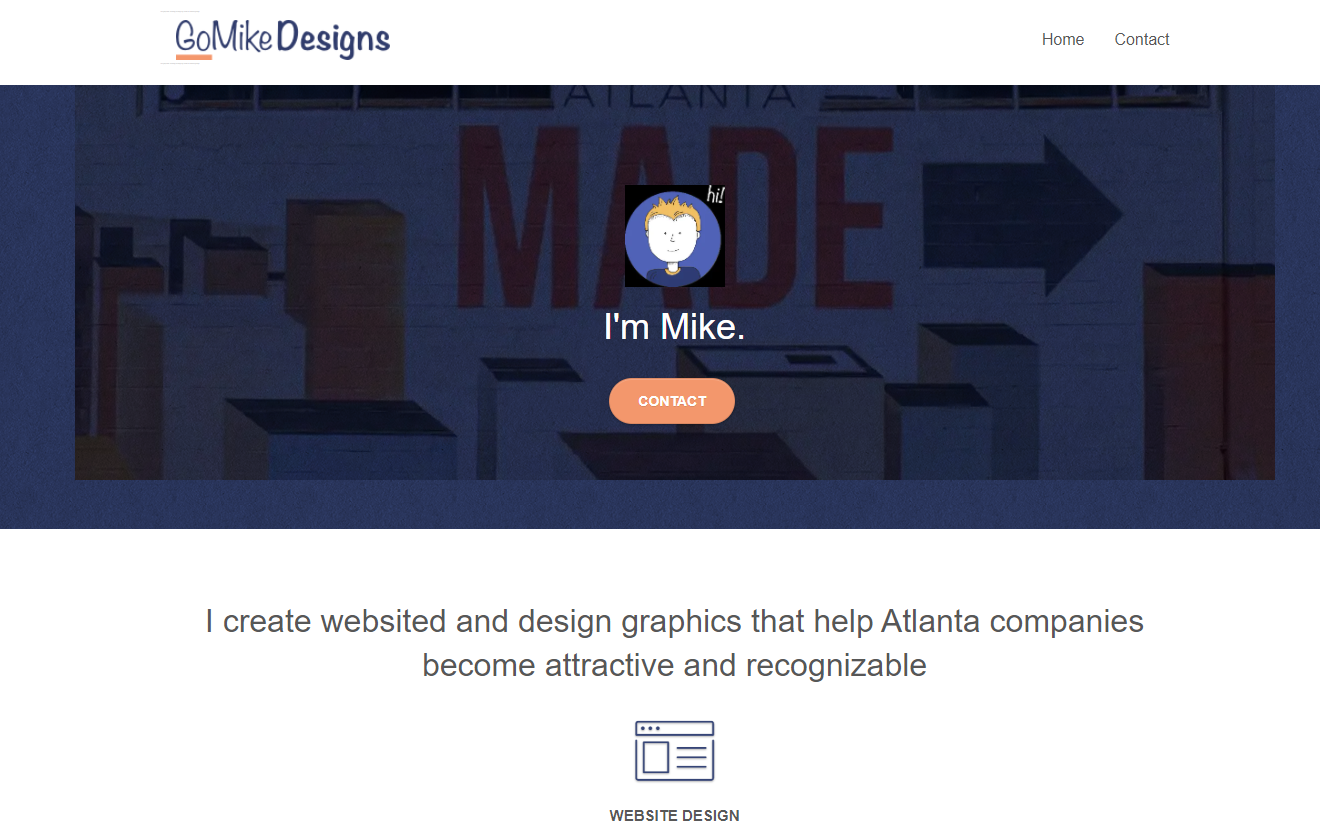 GoMike Designs
Home
Contact
ATLANTA
MADE
hi!
I'm Mike.
CONTACT
I create websited and design graphics that help Atlanta companies
become attractive and recognizable
WEBSITE DESIGN